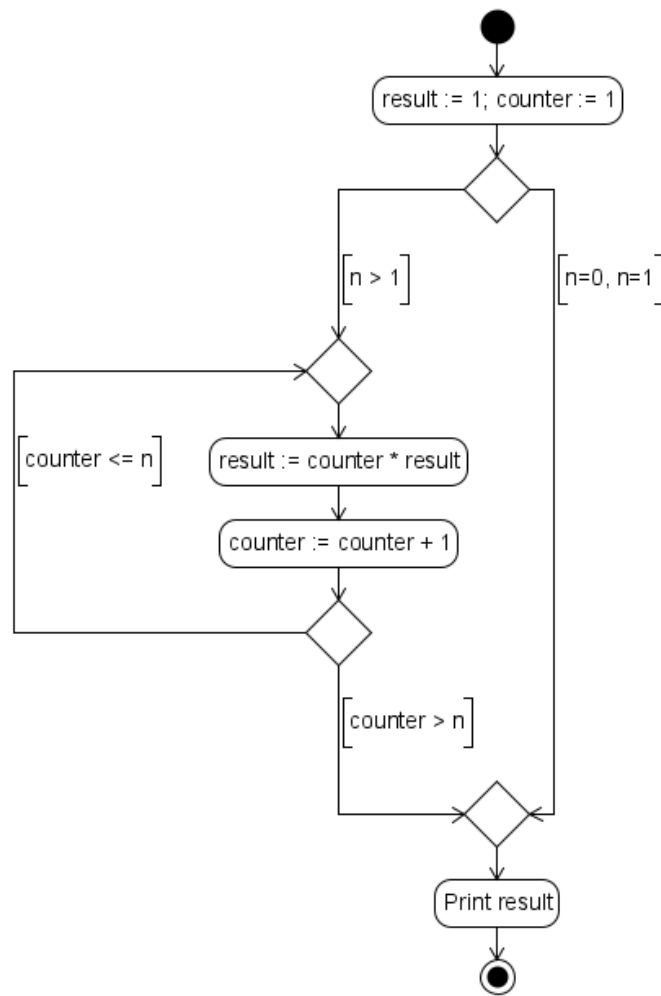 result := 1; counter := 1
[n > 1]
[n=0, n=1]
[counter <= n]
result := counter * result
counter := counter + 1
[counter > n]
Print result